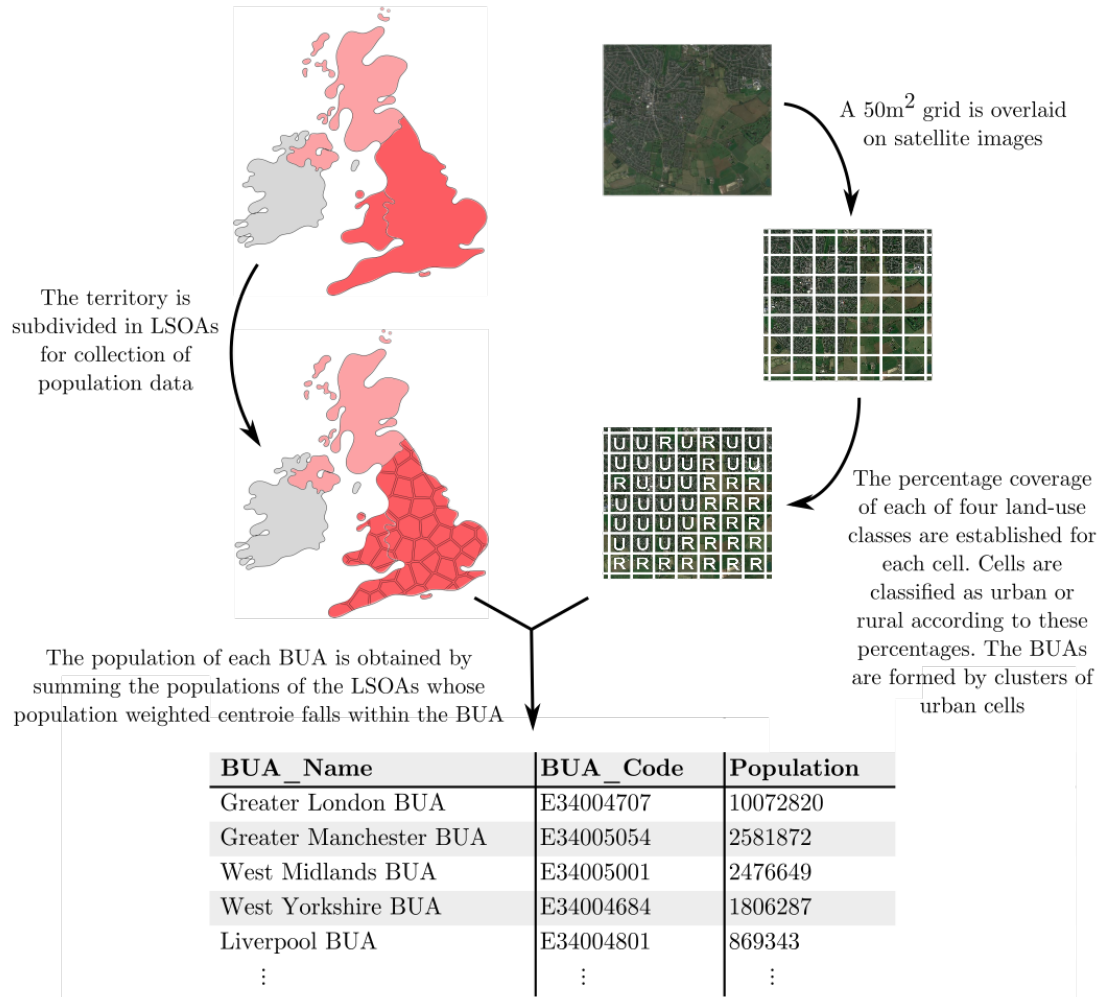 A 50m² grid is overlaid
on satellite images
The territory is
subdivided in LSOAs
for collection of
population data
U U R U R U U
U U U U R U U
R U U U R R R
U U U U R R R
U U U U R R R
U U U R R R R
R R R R R R R
The percentage coverage
of each of four land-use
classes are established for
each cell. Cells are
classified as urban or
rural according to these
percentages. The BUAs
are formed by clusters of
urban cells
The population of each BUA is obtained by
summing the populations of the LSOAs whose
population weighted centroie falls within the BUA
BUA_Name BUA_Code Population
Greater London BUA E34004707 10072820
Greater Manchester BUA E34005054 2581872
West Midlands BUA E34005001 2476649
West Yorkshire BUA E34004684 1806287
Liverpool BUA E34004801 869343
⋮ ⋮ ⋮